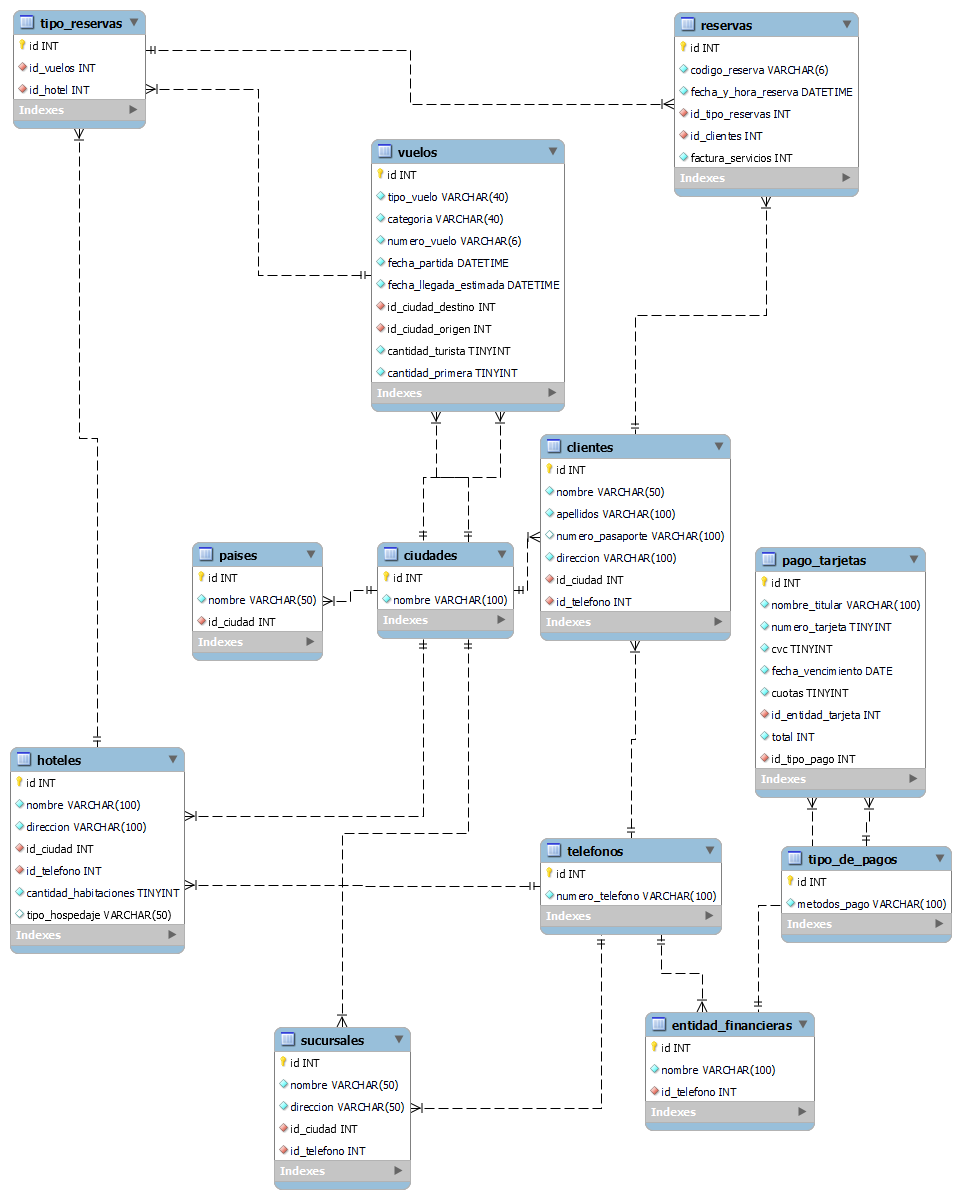 tipo_reservas
id INT
id_vuelos INT
id_hotel INT
Indexes
reservas
id INT
codigo_reserva VARCHAR(6)
fecha_y_hora_reserva DATETIME
id_tipo_reservas INT
id_clientes INT
factura_servicios INT
Indexes
vuelos
id INT
tipo_vuelo VARCHAR(40)
categoria VARCHAR(40)
numero_vuelo VARCHAR(6)
fecha_partida DATETIME
fecha_llegada_estimada DATETIME
id_ciudad_destino INT
id_ciudad_origen INT
cantidad_turista TINYINT
cantidad_primera TINYINT
Indexes
clientes
id INT
nombre VARCHAR(50)
apellidos VARCHAR(100)
numero_pasaporte VARCHAR(100)
direccion VARCHAR(100)
id_ciudad INT
id_telefono INT
Indexes
paises
id INT
nombre VARCHAR(50)
id_ciudad INT
Indexes
ciudades
id INT
nombre VARCHAR(100)
Indexes
pago_tarjetas
id INT
nombre_titular VARCHAR(100)
numero_tarjeta TINYINT
cvc TINYINT
fecha_vencimiento DATE
cuotas TINYINT
id_entidad_tarjeta INT
total INT
id_tipo_pago INT
Indexes
hoteles
id INT
nombre VARCHAR(100)
direccion VARCHAR(100)
id_ciudad INT
id_telefono INT
cantidad_habitaciones TINYINT
tipo_hospedaje VARCHAR(50)
Indexes
telefonos
id INT
numero_telefono VARCHAR(100)
Indexes
tipo_de_pagos
id INT
metodos_pago VARCHAR(100)
Indexes
sucursales
id INT
nombre VARCHAR(50)
direccion VARCHAR(50)
id_ciudad INT
id_telefono INT
Indexes
entidad_financieras
id INT
nombre VARCHAR(100)
id_telefono INT
Indexes